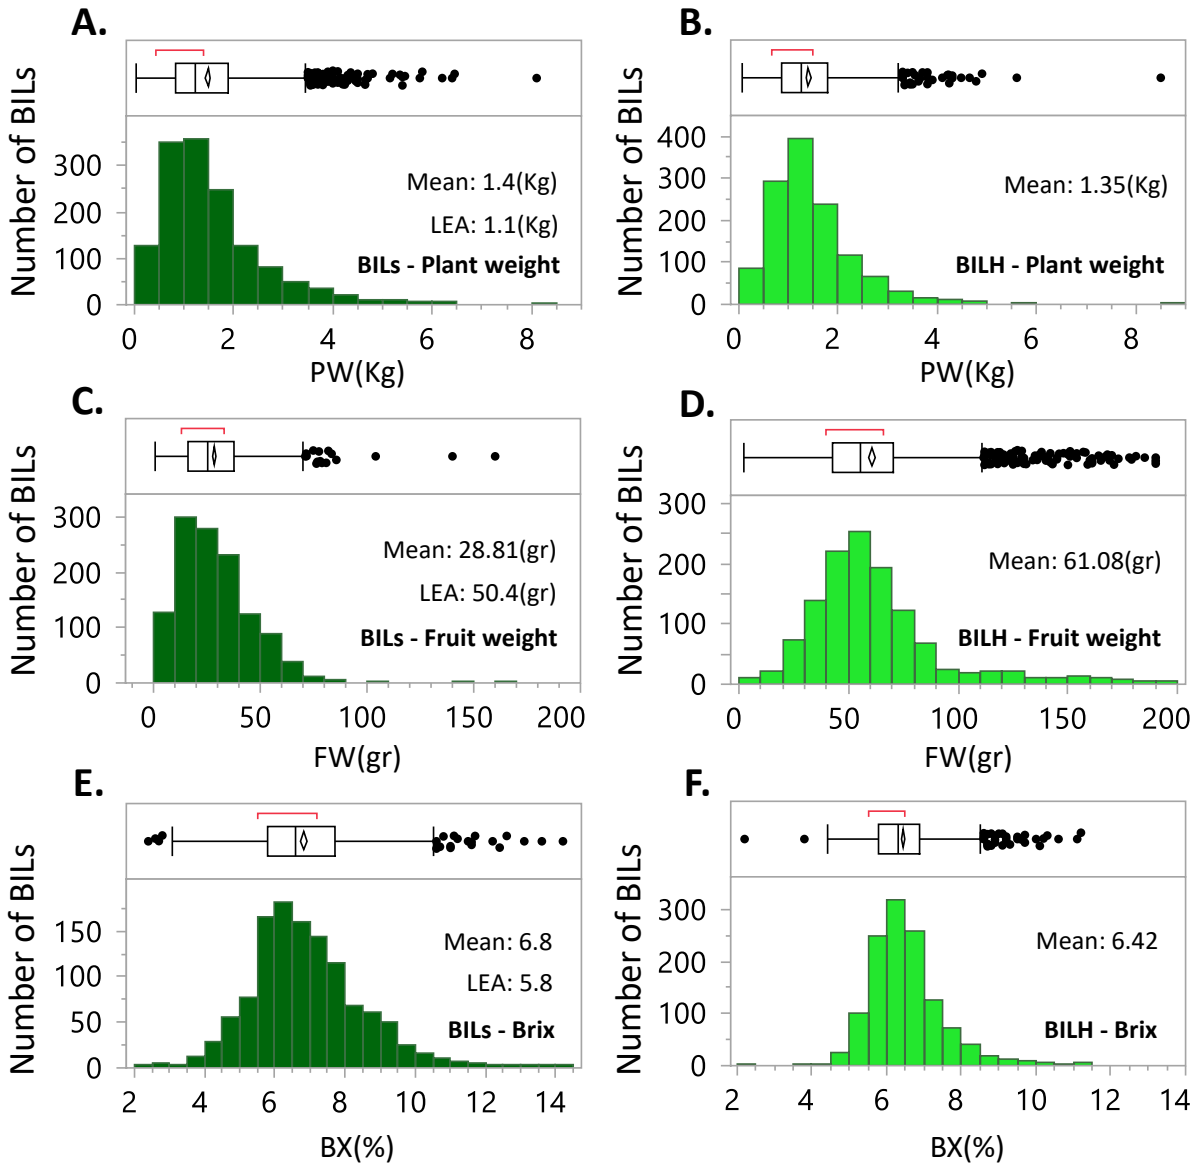 A.
Number of BILs
300
200
100
0
Mean: 1.4(Kg)
LEA: 1.1(Kg)
BILs - Plant weight
0 2 4 6 8
PW(Kg)
B.
Number of BILs
400
300
200
100
0
Mean: 1.35(Kg)
BILH - Plant weight
0 2 4 6 8
PW(Kg)
C.
Number of BILs
300
200
100
0
Mean: 28.81(gr)
LEA: 50.4(gr)
BILs - Fruit weight
0 50 100 150 200
FW(gr)
D.
Number of BILs
300
200
100
0
Mean: 61.08(gr)
BILH - Fruit weight
0 50 100 150 200
FW(gr)
E.
Number of BILs
150
100
50
0
Mean: 6.8
LEA: 5.8
BILs - Brix
2 4 6 8 10 12 14
BX(%)
F.
Number of BILs
300
200
100
0
Mean: 6.42
BILH - Brix
2 4 6 8 10 12 14
BX(%)